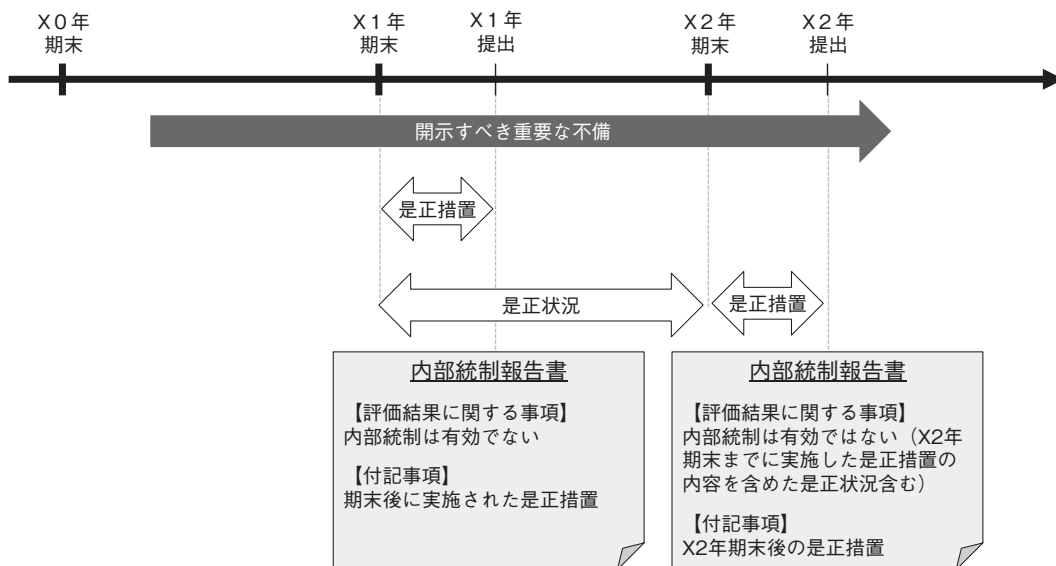 X0年
期末
X1年
期末
X1年
提出
X2年
期末
X2年
提出
開示すべき重要な不備
是正措置
是正状況
是正措置
内部統制報告書
【評価結果に関する事項】
内部統制は有効でない
【付記事項】
期末後に実施された是正措置
内部統制報告書
【評価結果に関する事項】
内部統制は有効ではない（X2年
期末までに実施した是正措置の
内容を含めた是正状況含む）
【付記事項】
X2年期末後の是正措置